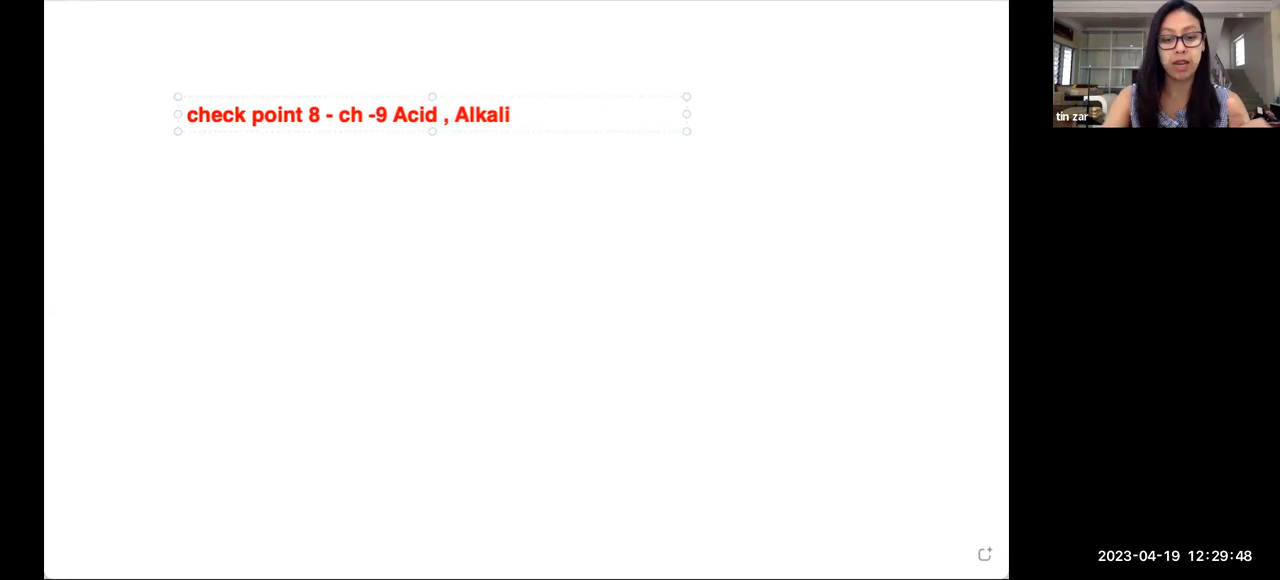 check point 8 - ch -9 Acid , Alkali
tin zar
2023-04-19 12:29:48